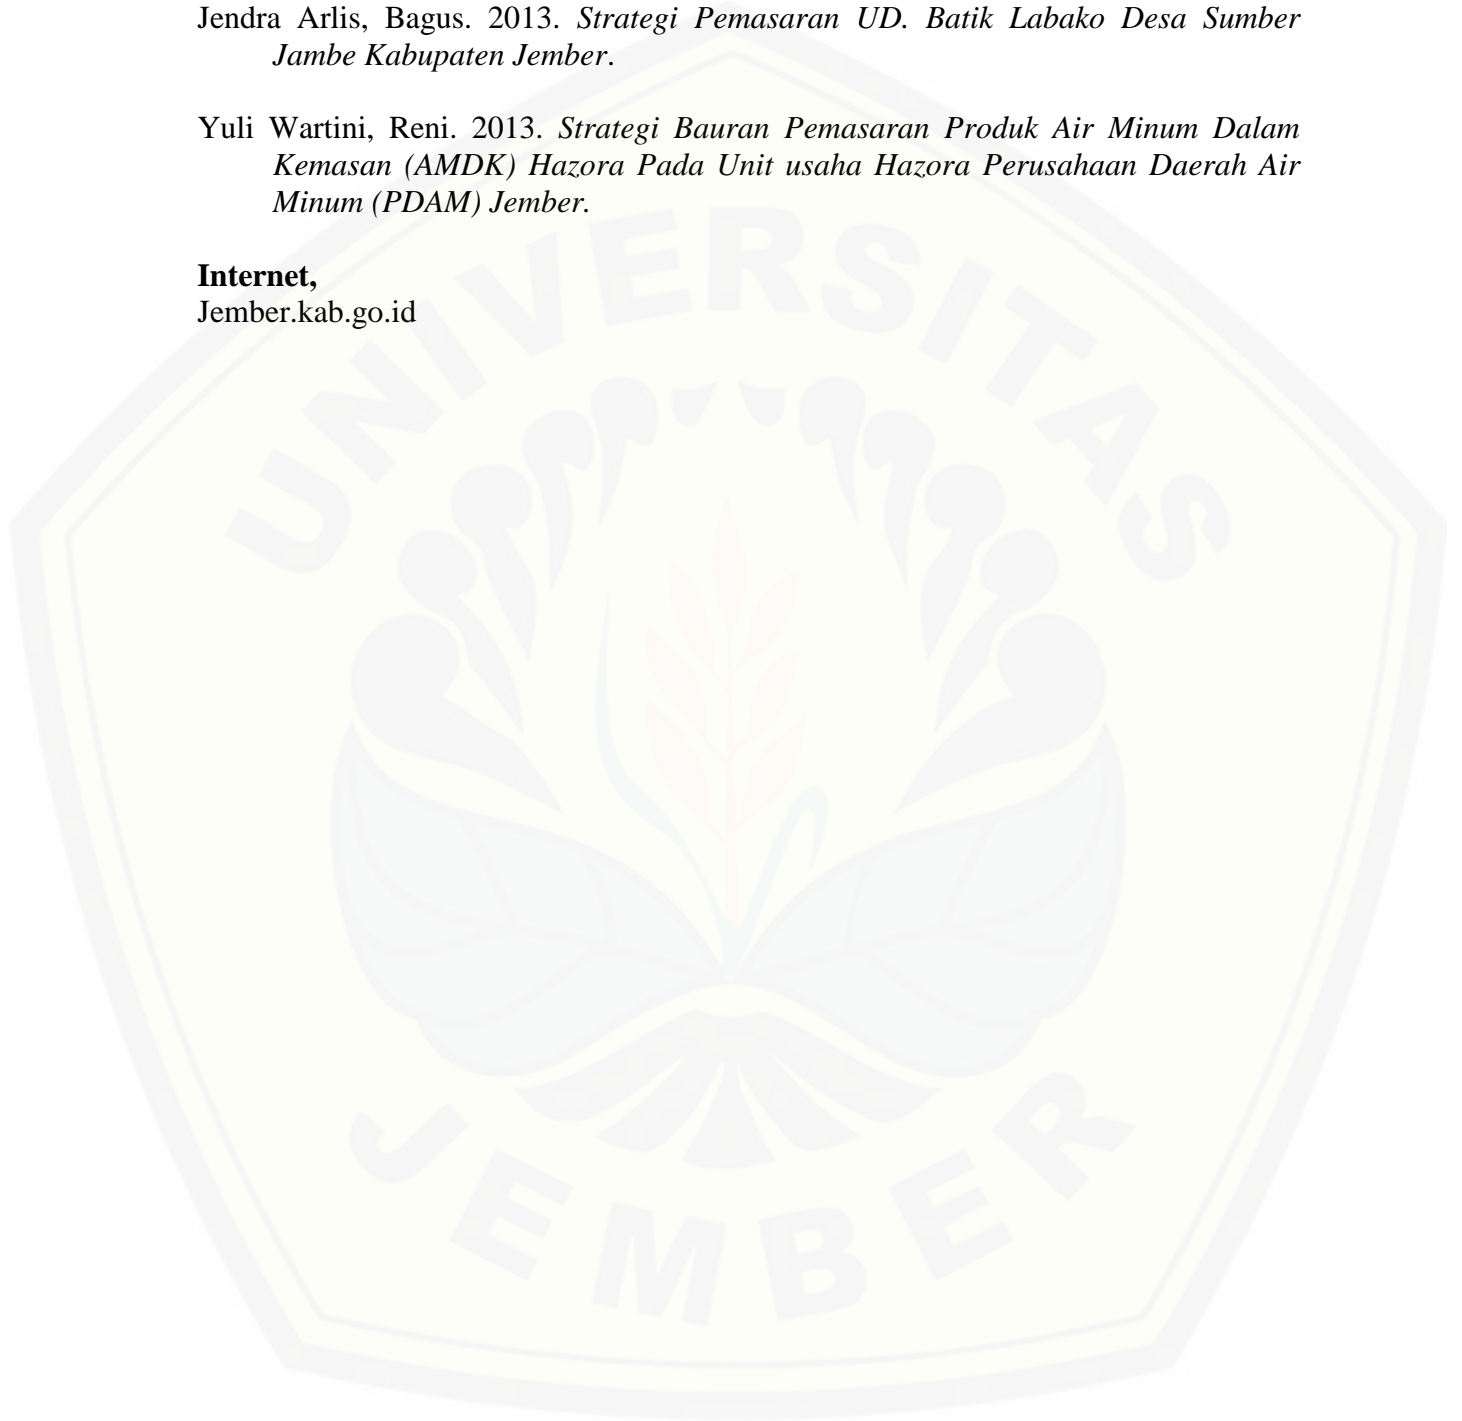 Jendra Arlis, Bagus. 2013. Strategi Pemasaran UD. Batik Labako Desa Sumber
Jambe Kabupaten Jember.
Yuli Wartini, Reni. 2013. Strategi Bauran Pemasaran Produk Air Minum Dalam
Kemasan (AMDK) Hazora Pada Unit usaha Hazora Perusahaan Daerah Air
Minum (PDAM) Jember.
Internet,
Jember.kab.go.id
UNIVERSITAS
JEMBER